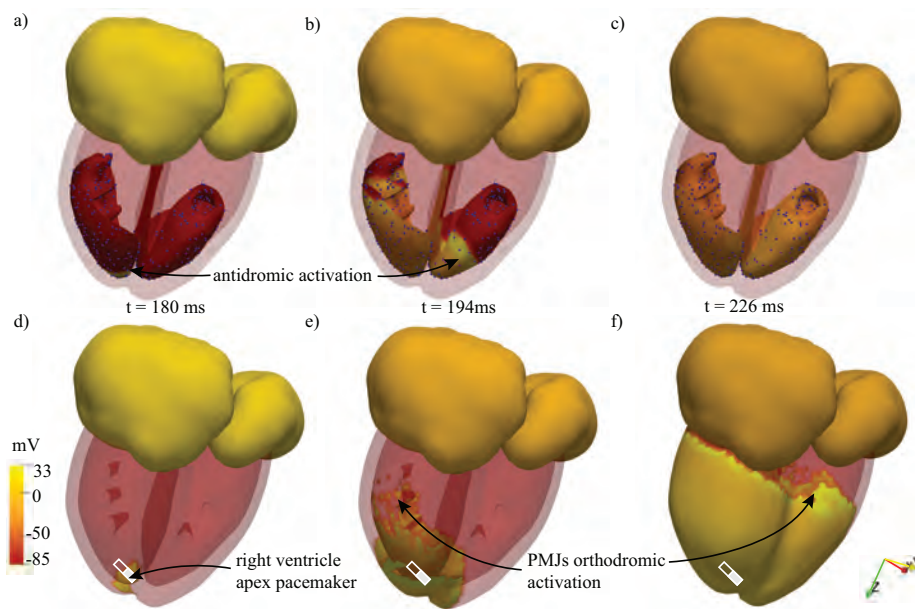 a)
b)
c)
antidromic activation
t = 180 ms
t = 194ms
t = 226 ms
d)
e)
f)
mV
33
0
-50
-85
right ventricle
apex pacemaker
PMJs orthodromic
activation
Z